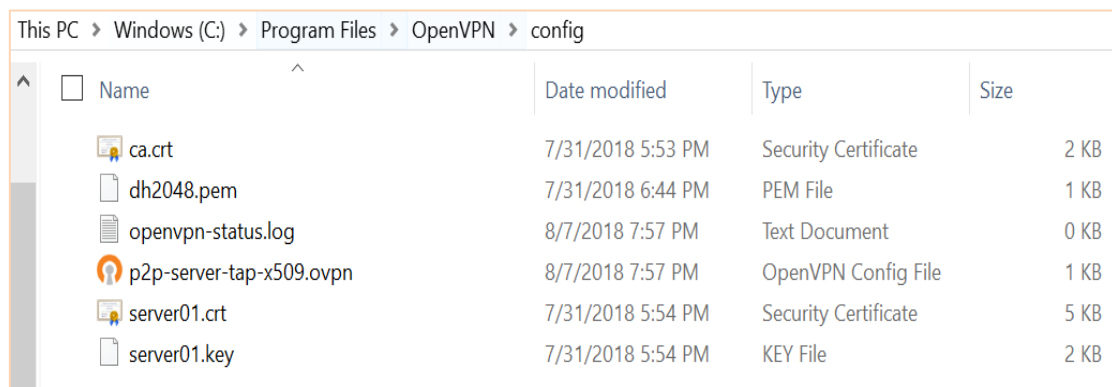 This PC > Windows (C:) > Program Files > OpenVPN > config
Name Date modified Type Size
ca.crt 7/31/2018 5:53 PM Security Certificate 2 KB
dh2048.pem 7/31/2018 6:44 PM PEM File 1 KB
openvpn-status.log 8/7/2018 7:57 PM Text Document 0 KB
p2p-server-tap-x509.ovpn 8/7/2018 7:57 PM OpenVPN Config File 1 KB
server01.crt 7/31/2018 5:54 PM Security Certificate 5 KB
server01.key 7/31/2018 5:54 PM KEY File 2 KB